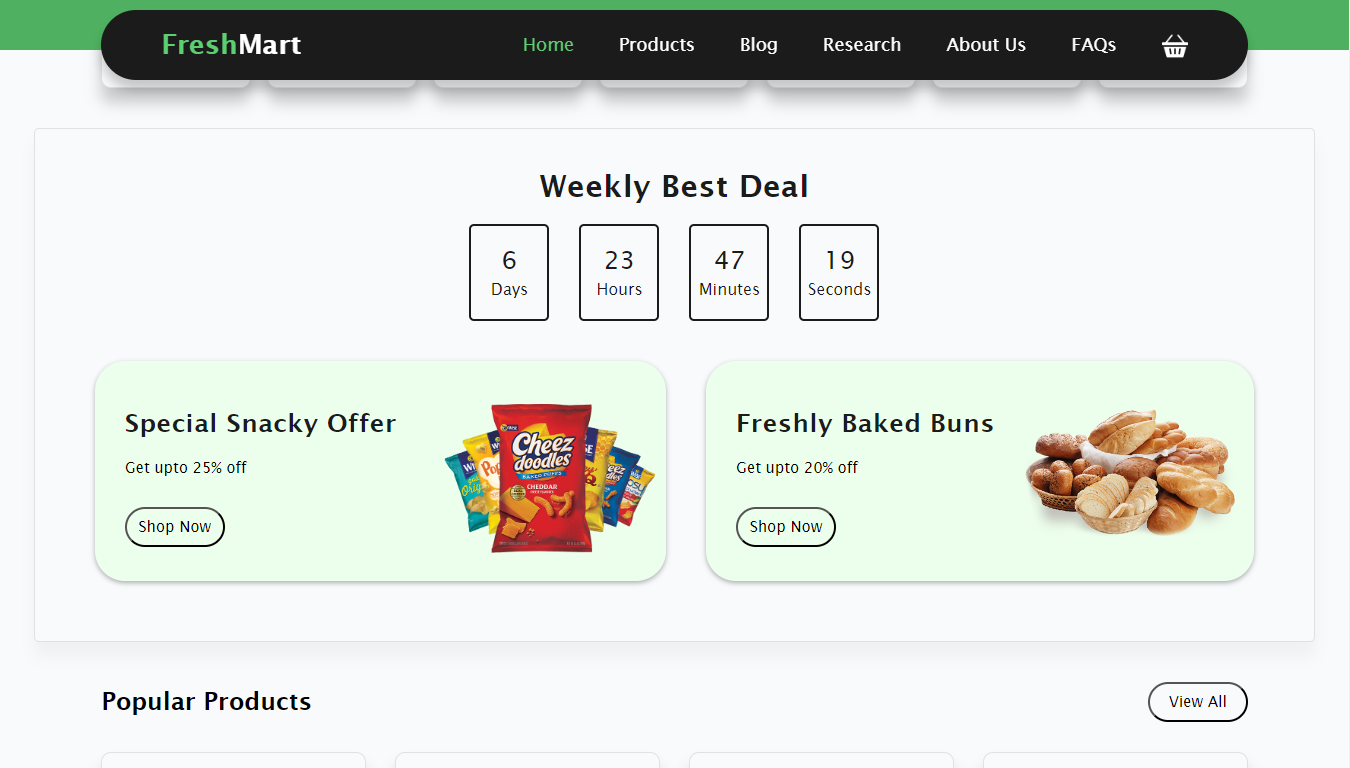 FreshMart
Home Products Blog Research About Us FAQs
Weekly Best Deal
6 23 47 19
Days Hours Minutes Seconds
Special Snacky Offer
Get upto 25% off
Shop Now
Cheez
doodles
BAKED PUFFS
CHEDDAR
Freshly Baked Buns
Get upto 20% off
Shop Now
Popular Products
View All